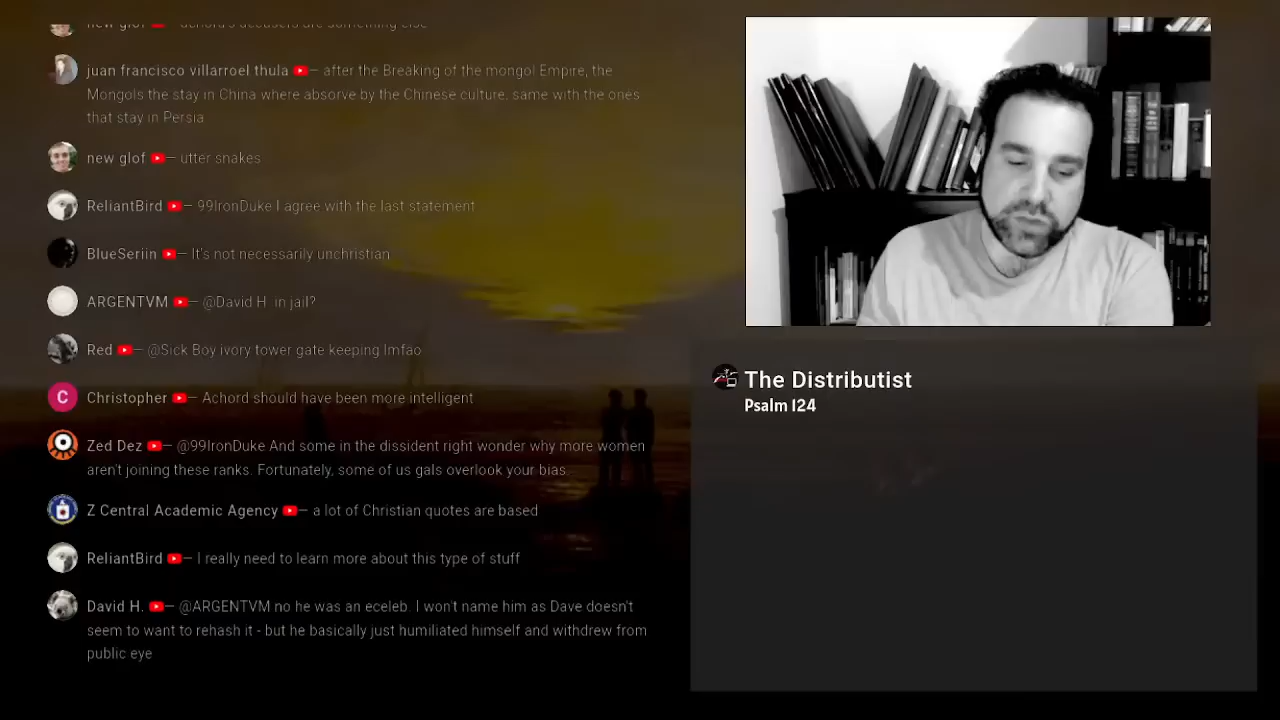 new glof — achord's accusers are something else
juan francisco villarroel thula — after the Breaking of the mongol Empire, the
Mongols the stay in China where absorve by the Chinese culture, same with the ones
that stay in Persia
new glof — utter snakes
ReliantBird — 99IronDuke I agree with the last statement
BlueSeriin — It's not necessarily unchristian
ARGENTVM — @David H in jail?
Red — @Sick Boy ivory tower gate keeping lmfao
C
Christopher — Achord should have been more intelligent
Zed Dez — @99IronDuke And some in the dissident right wonder why more women
aren't joining these ranks. Fortunately, some of us gals overlook your bias.
Z Central Academic Agency — a lot of Christian quotes are based
ReliantBird — I really need to learn more about this type of stuff
David H. — @ARGENTVM no he was an eceleb. I won't name him as Dave doesn't
seem to want to rehash it - but he basically just humiliated himself and withdrew from
public eye
The Distributist
Psalm 124